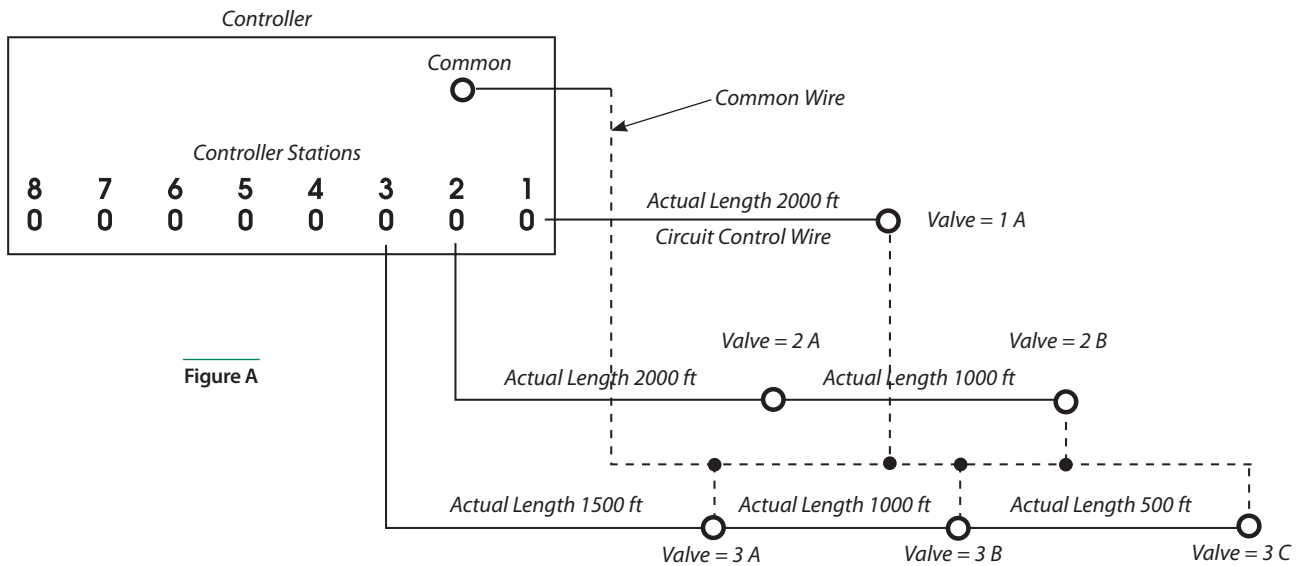 Controller
Common
Common Wire
Controller Stations
8 7 6 5 4 3 2 1
0 0 0 0 0 0 0 0
Actual Length 2000 ft
Circuit Control Wire
Valve = 1 A
Valve = 2 A
Valve = 2 B
Figure A
Actual Length 2000 ft
Actual Length 1000 ft
Actual Length 1500 ft
Actual Length 1000 ft
Actual Length 500 ft
Valve = 3 A
Valve = 3 B
Valve = 3 C